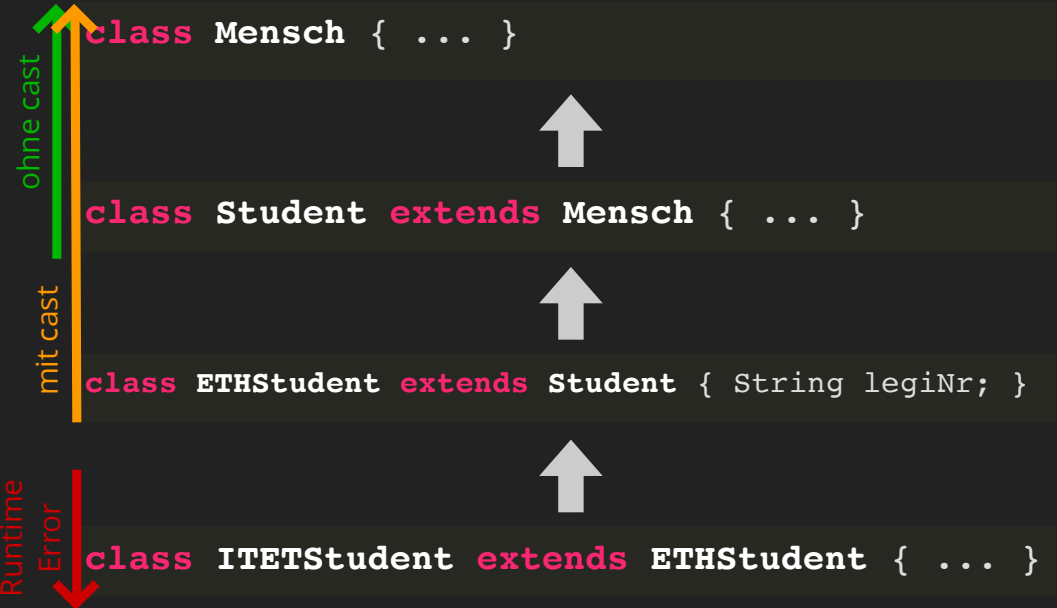 class Mensch { ... }
ohne cast
class Student extends Mensch { ... }
mit cast
class ETHStudent extends Student { String legiNr; }
Runtime
Error
class ITETStudent extends ETHStudent { ... }